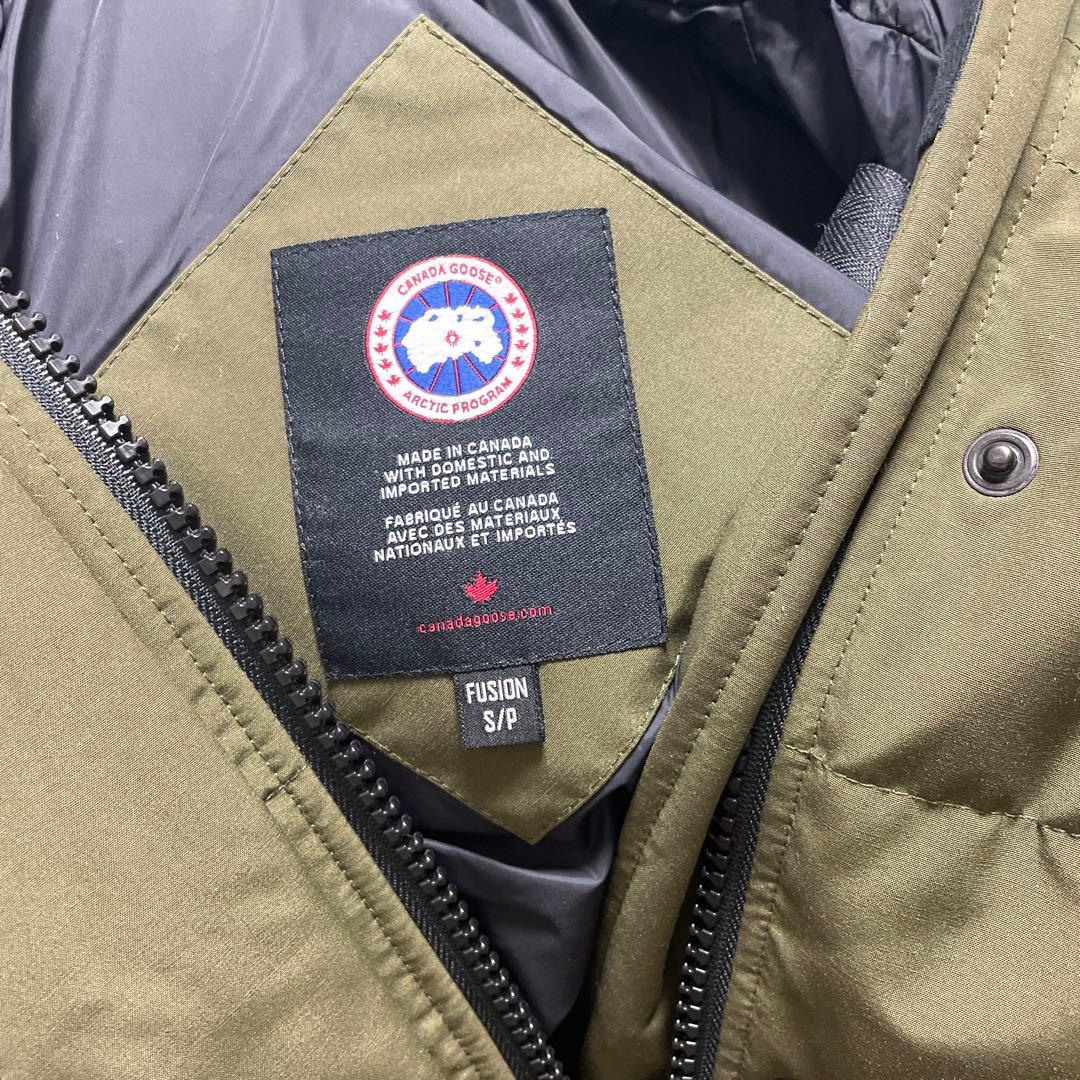 CANADA GOOSE®
ARCTIC PROGRAM
MADE IN CANADA
WITH DOMESTIC AND
IMPORTED MATERIALS
FABRIQUÉ AU CANADA
AVEC DES MATERIAUX
NATIONAUX ET IMPORTÉS
canadagoose.com
FUSION
S/P